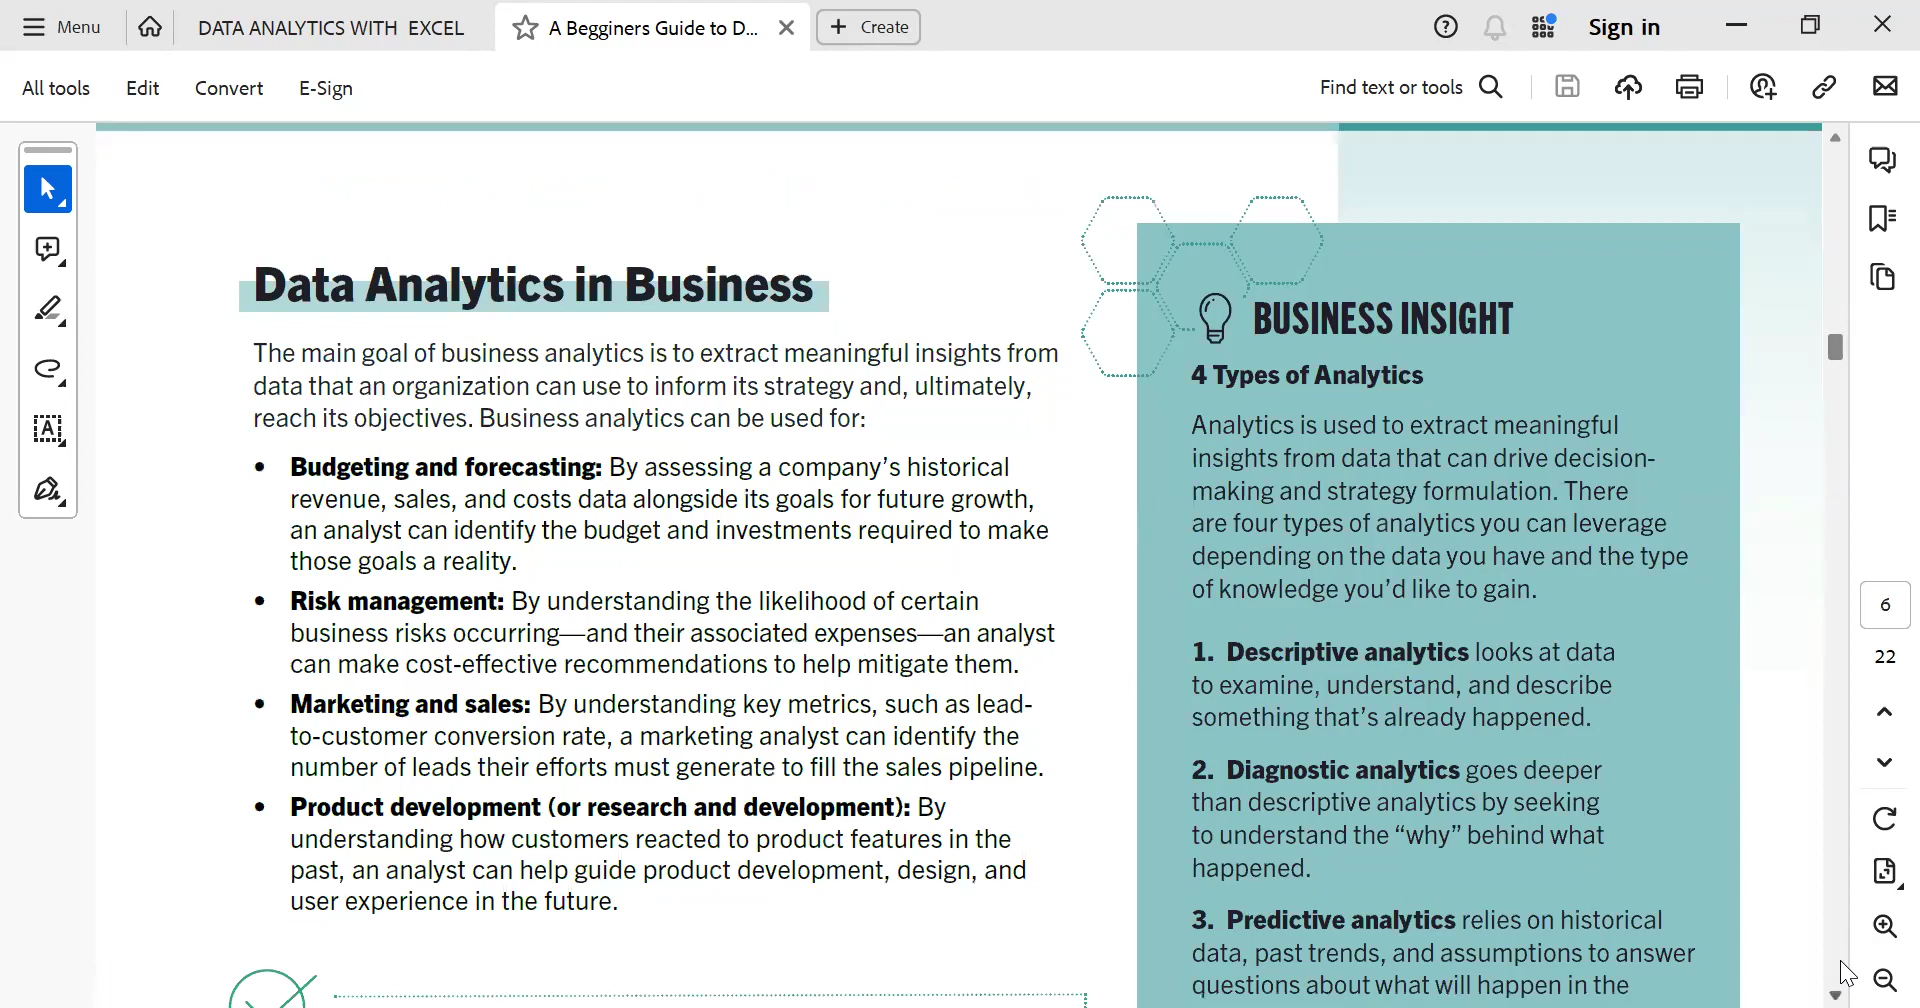 Menu
DATA ANALYTICS WITH EXCEL
A Begginers Guide to D...
Create
Sign in
All tools
Edit
Convert
E-Sign
Find text or tools
Data Analytics in Business
The main goal of business analytics is to extract meaningful insights from
data that an organization can use to inform its strategy and, ultimately,
reach its objectives. Business analytics can be used for:
• Budgeting and forecasting: By assessing a company’s historical
revenue, sales, and costs data alongside its goals for future growth,
an analyst can identify the budget and investments required to make
those goals a reality.
• Risk management: By understanding the likelihood of certain
business risks occurring—and their associated expenses—an analyst
can make cost-effective recommendations to help mitigate them.
• Marketing and sales: By understanding key metrics, such as lead-
to-customer conversion rate, a marketing analyst can identify the
number of leads their efforts must generate to fill the sales pipeline.
• Product development (or research and development): By
understanding how customers reacted to product features in the
past, an analyst can help guide product development, design, and
user experience in the future.
BUSINESS INSIGHT
4 Types of Analytics
Analytics is used to extract meaningful
insights from data that can drive decision-
making and strategy formulation. There
are four types of analytics you can leverage
depending on the data you have and the type
of knowledge you’d like to gain.
1. Descriptive analytics looks at data
to examine, understand, and describe
something that’s already happened.
2. Diagnostic analytics goes deeper
than descriptive analytics by seeking
to understand the “why” behind what
happened.
3. Predictive analytics relies on historical
data, past trends, and assumptions to answer
questions about what will happen in the
6
22